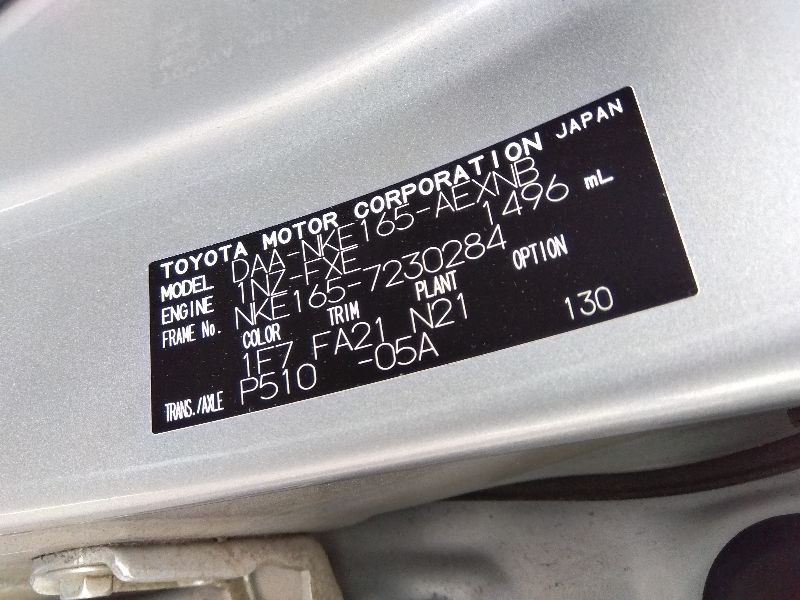 TOYOTA MOTOR CORPORATION JAPAN
MODEL DAA-NKE165-AEXNB
ENGINE 1NZ-FXE 1496 mL
FRAME No. NKE165-7230284
COLOR TRIM PLANT OPTION
1F7 FA21 N21 130
TRANS./AXLE P510 -05A